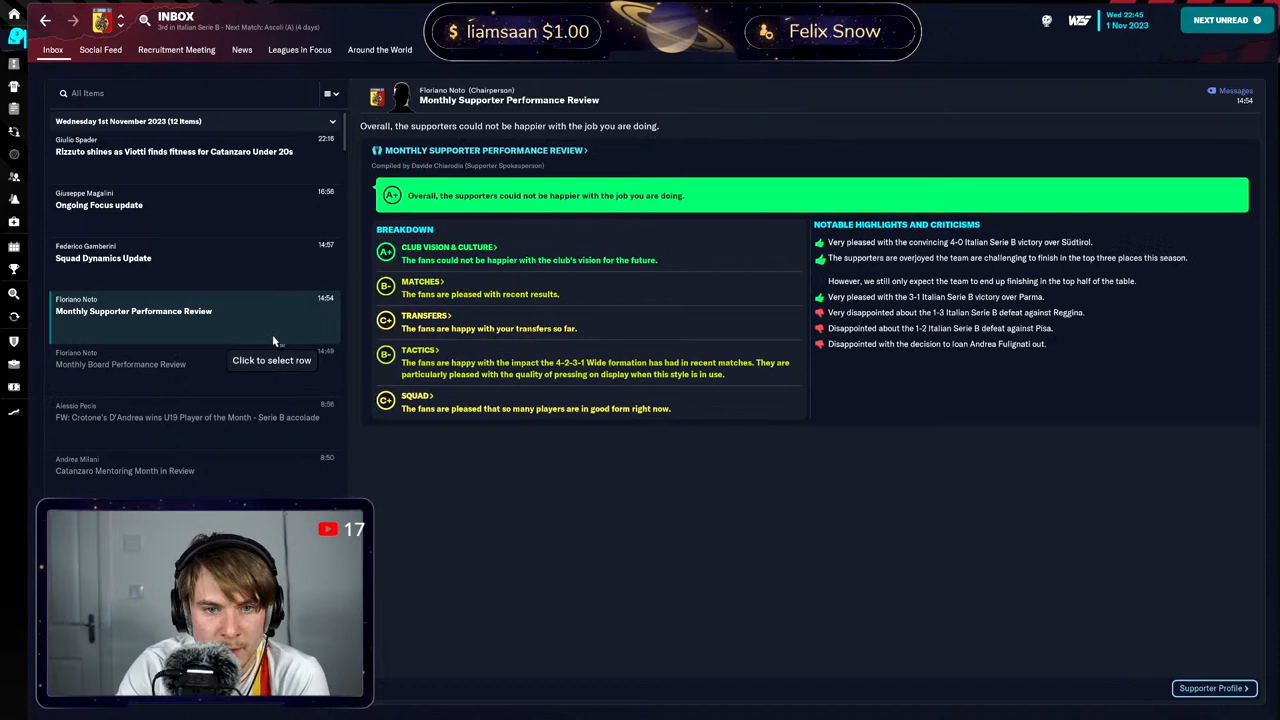 INBOX
3rd in Italian Serie B - Next Match: Ascoli (A) (4 days)
$ liamsaan $1.00
Felix Snow
Wed 22:45
1 Nov 2023
NEXT UNREAD
Inbox
Social Feed
Recruitment Meeting
News
Leagues in Focus
Around the World
All Items
Wednesday 1st November 2023 (12 Items)
Giulio Spader
22:16
Rizzuto shines as Viotti finds fitness for Catanzaro Under 20s
Giuseppe Magalini
16:56
Ongoing Focus update
Federico Gamberini
14:57
Squad Dynamics Update
Floriano Noto
14:54
Monthly Supporter Performance Review
Floriano Noto
14:49
Monthly Board Performance Review
Click to select row
Alessio Pecis
8:56
FW: Crotone's D'Andrea wins U19 Player of the Month - Serie B accolade
Andrea Milani
8:50
Catanzaro Mentoring Month in Review
17
Floriano Noto (Chairperson)
Monthly Supporter Performance Review
Messages
14:54
Overall, the supporters could not be happier with the job you are doing.
MONTHLY SUPPORTER PERFORMANCE REVIEW >
Compiled by Davide Chiarodia (Supporter Spokesperson)
A+ Overall, the supporters could not be happier with the job you are doing.
BREAKDOWN
A+ CLUB VISION & CULTURE >
The fans could not be happier with the club's vision for the future.
B- MATCHES >
The fans are pleased with recent results.
C+ TRANSFERS >
The fans are happy with your transfers so far.
B- TACTICS >
The fans are happy with the impact the 4-2-3-1 Wide formation has had in recent matches. They are
particularly pleased with the quality of pressing on display when this style is in use.
C+ SQUAD >
The fans are pleased that so many players are in good form right now.
NOTABLE HIGHLIGHTS AND CRITICISMS
Very pleased with the convincing 4-0 Italian Serie B victory over Südtirol.
The supporters are overjoyed the team are challenging to finish in the top three places this season.
However, we still only expect the team to end up finishing in the top half of the table.
Very pleased with the 3-1 Italian Serie B victory over Parma.
Very disappointed about the 1-3 Italian Serie B defeat against Reggina.
Disappointed about the 1-2 Italian Serie B defeat against Pisa.
Disappointed with the decision to loan Andrea Fulignati out.
Supporter Profile >